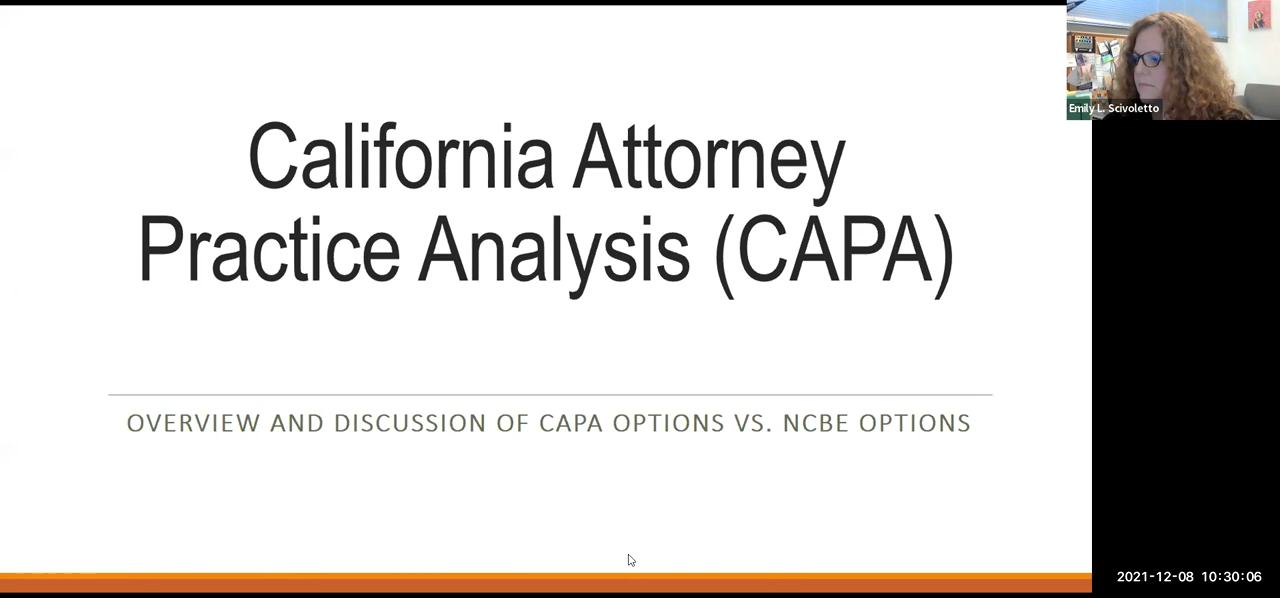 California Attorney
Practice Analysis (CAPA)
OVERVIEW AND DISCUSSION OF CAPA OPTIONS VS. NCBE OPTIONS
Emily L. Scivoletto
2021-12-08 10:30:06